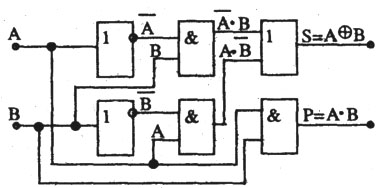 A̅ A̅·B
A 1 B & A·B̅ 1 S=A⊕B
B̅
B 1 A & & P=A·B